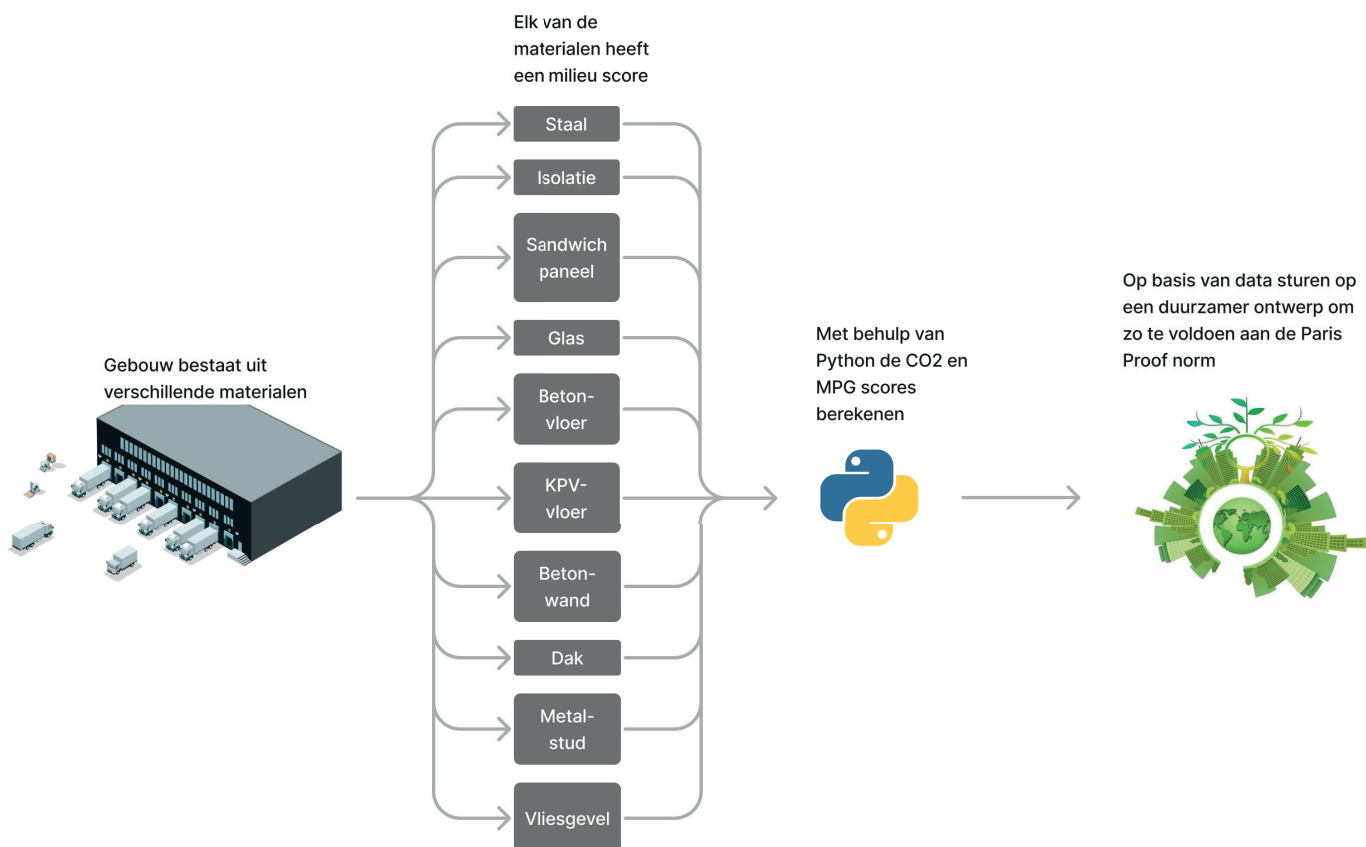 Elk van de
materialen heeft
een milieu score
Staal
Isolatie
Sandwich
paneel
Glas
Beton-
vloer
KPV-
vloer
Beton-
wand
Dak
Metal-
stud
Vliesgevel
Gebouw bestaat uit
verschillende materialen
Met behulp van
Python de CO2 en
MPG scores
berekenen
Op basis van data sturen op
een duurzamer ontwerp om
zo te voldoen aan de Paris
Proof norm